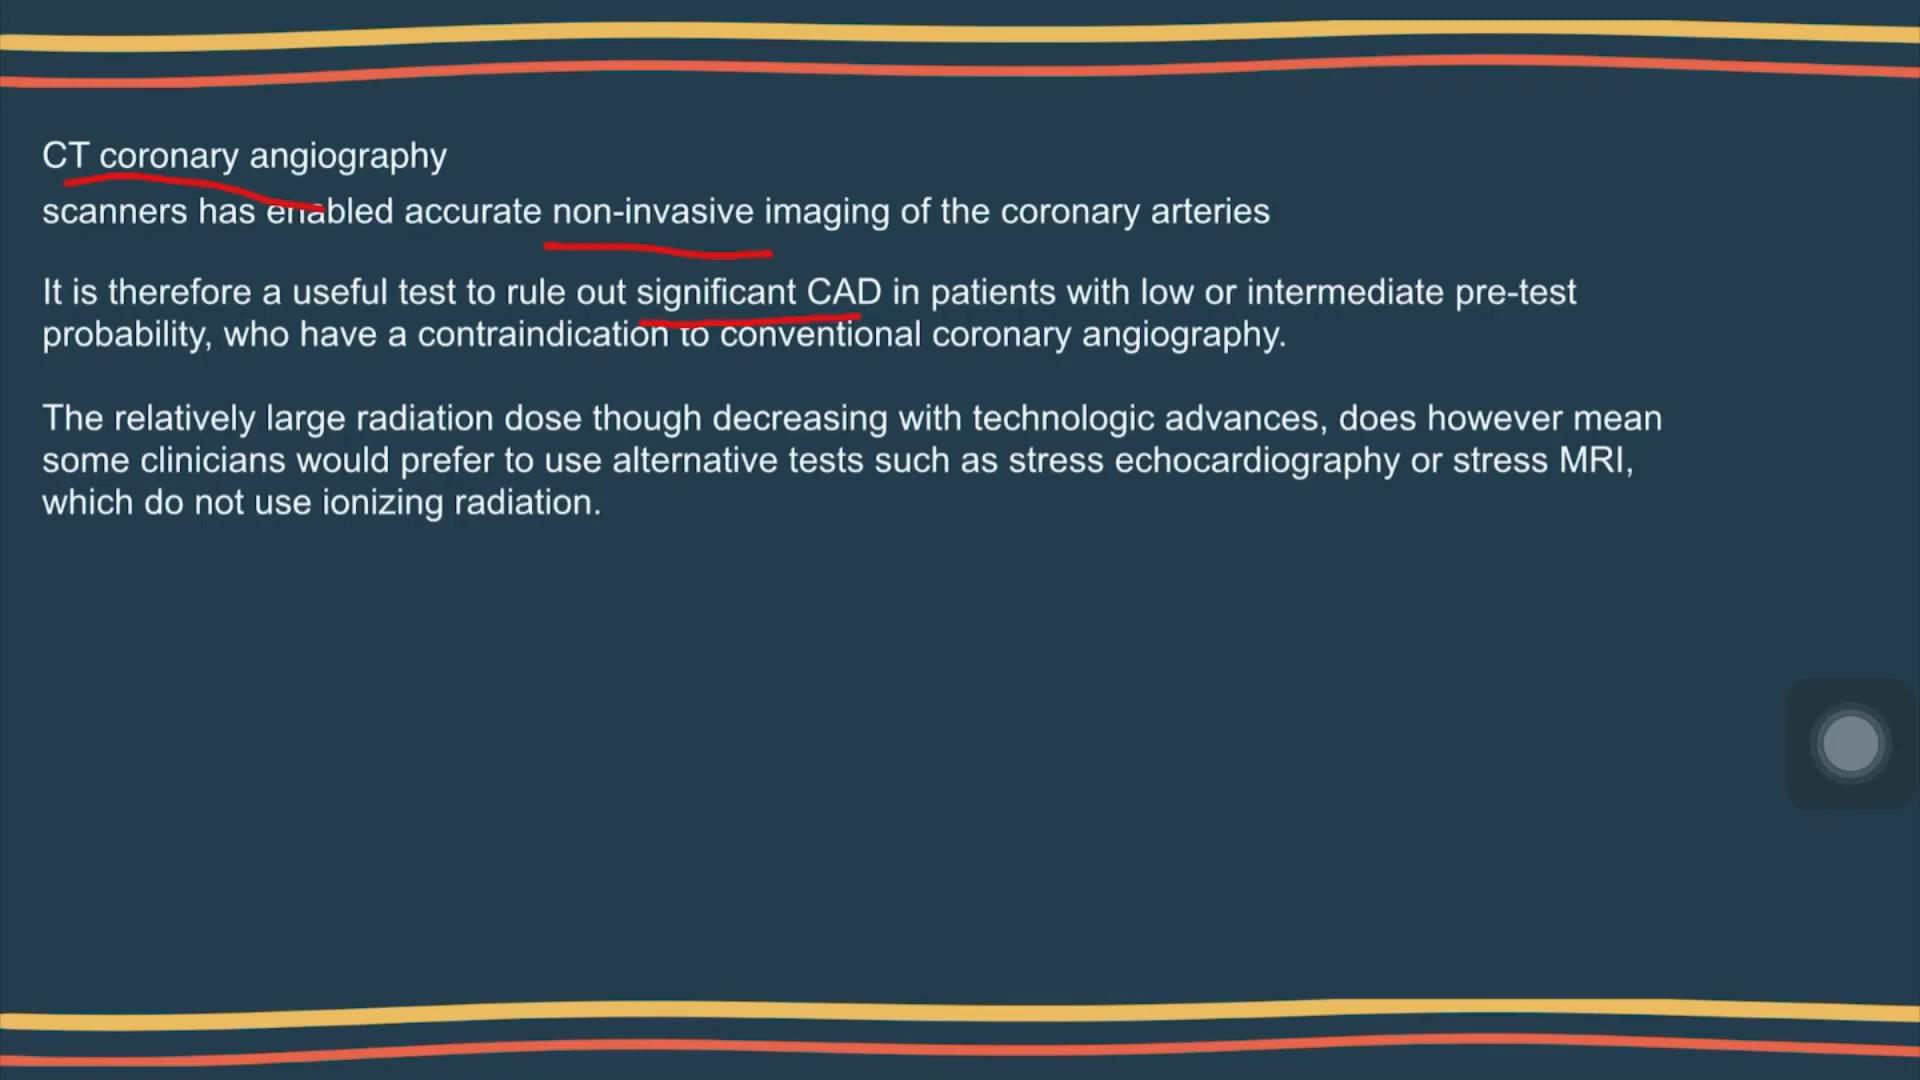 CT coronary angiography
scanners has enabled accurate non-invasive imaging of the coronary arteries
It is therefore a useful test to rule out significant CAD in patients with low or intermediate pre-test
probability, who have a contraindication to conventional coronary angiography.
The relatively large radiation dose though decreasing with technologic advances, does however mean
some clinicians would prefer to use alternative tests such as stress echocardiography or stress MRI,
which do not use ionizing radiation.